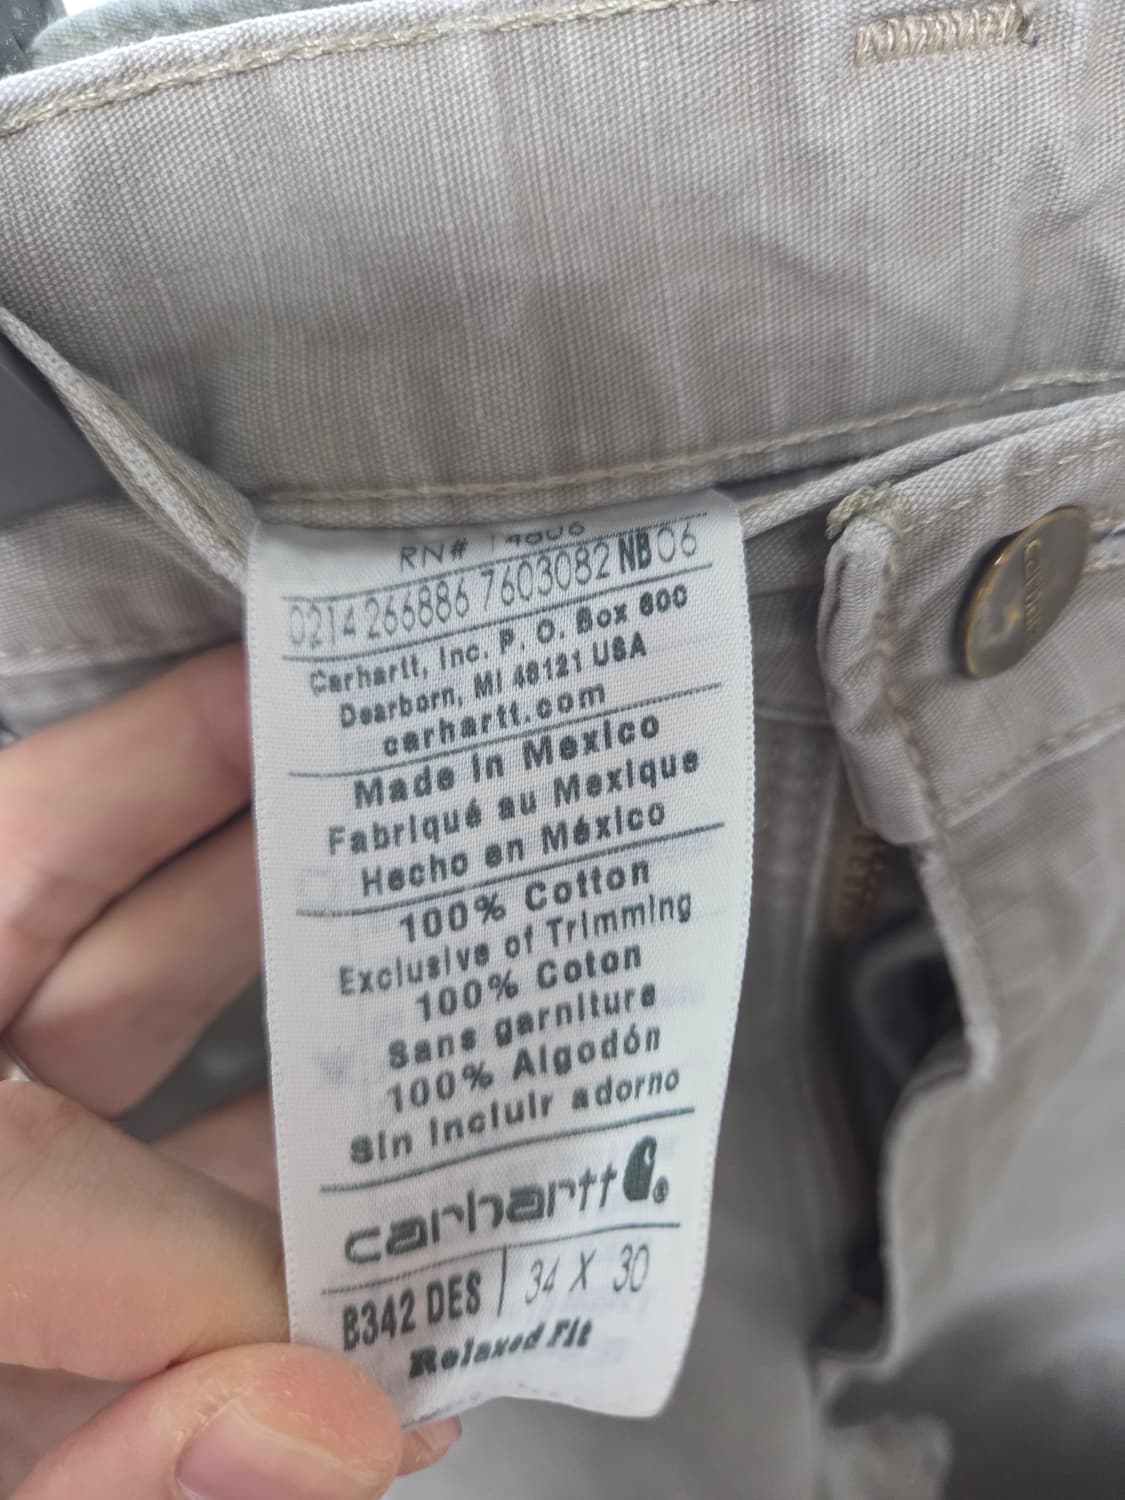 RN# 14806
0214 266886 7603082 NB 06
Carhartt, Inc. P. O. Box 600
Dearborn, MI 48121 USA
carhartt.com
Made in Mexico
Fabriqué au Mexique
Hecho en México
100% Cotton
Exclusive of Trimming
100% Coton
Sans garniture
100% Algodón
Sin incluir adorno
carhartt ®
B342 DES | 34 X 30
Relaxed Fit